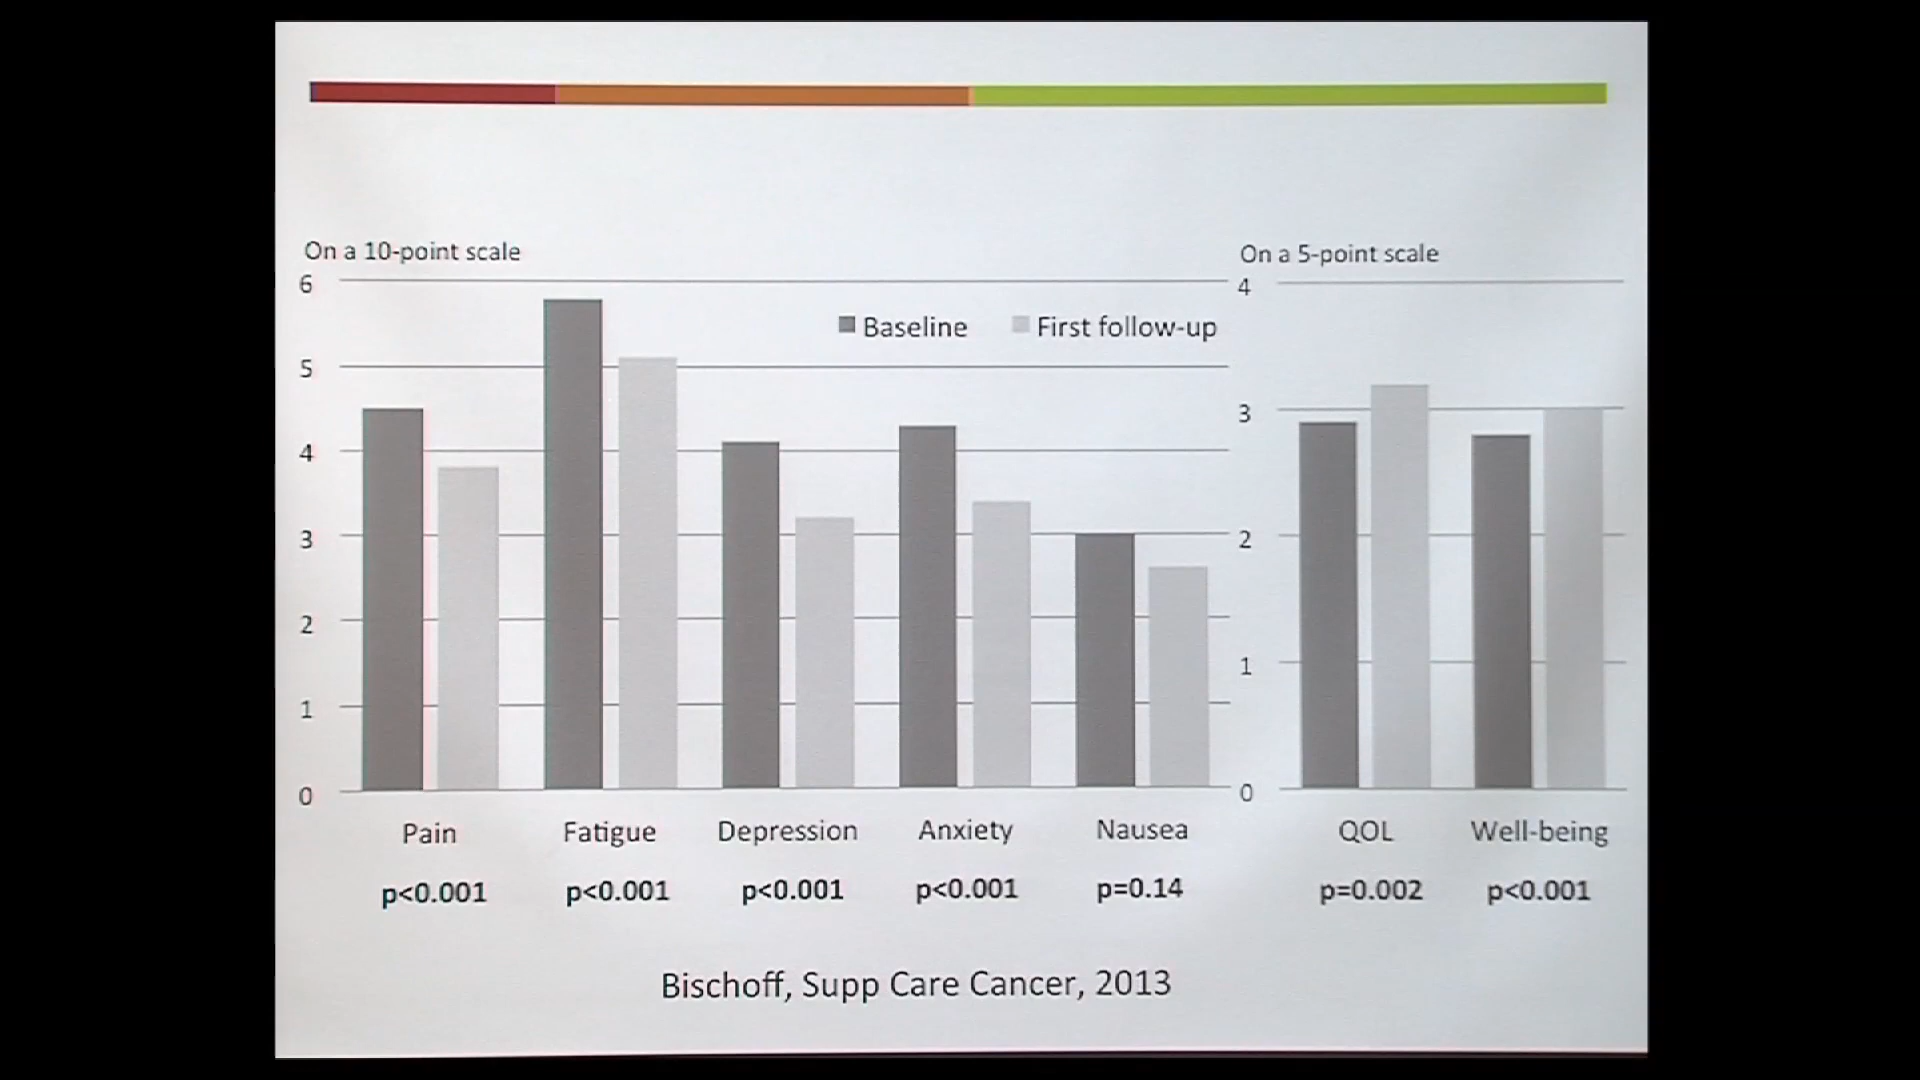 On a 10-point scale
On a 5-point scale
6
5
4
3
2
1
0
Baseline
First follow-up
4
3
2
1
0
Pain
Fatigue
Depression
Anxiety
Nausea
QOL
Well-being
p<0.001
p<0.001
p<0.001
p<0.001
p=0.14
p=0.002
p<0.001
Bischoff, Supp Care Cancer, 2013